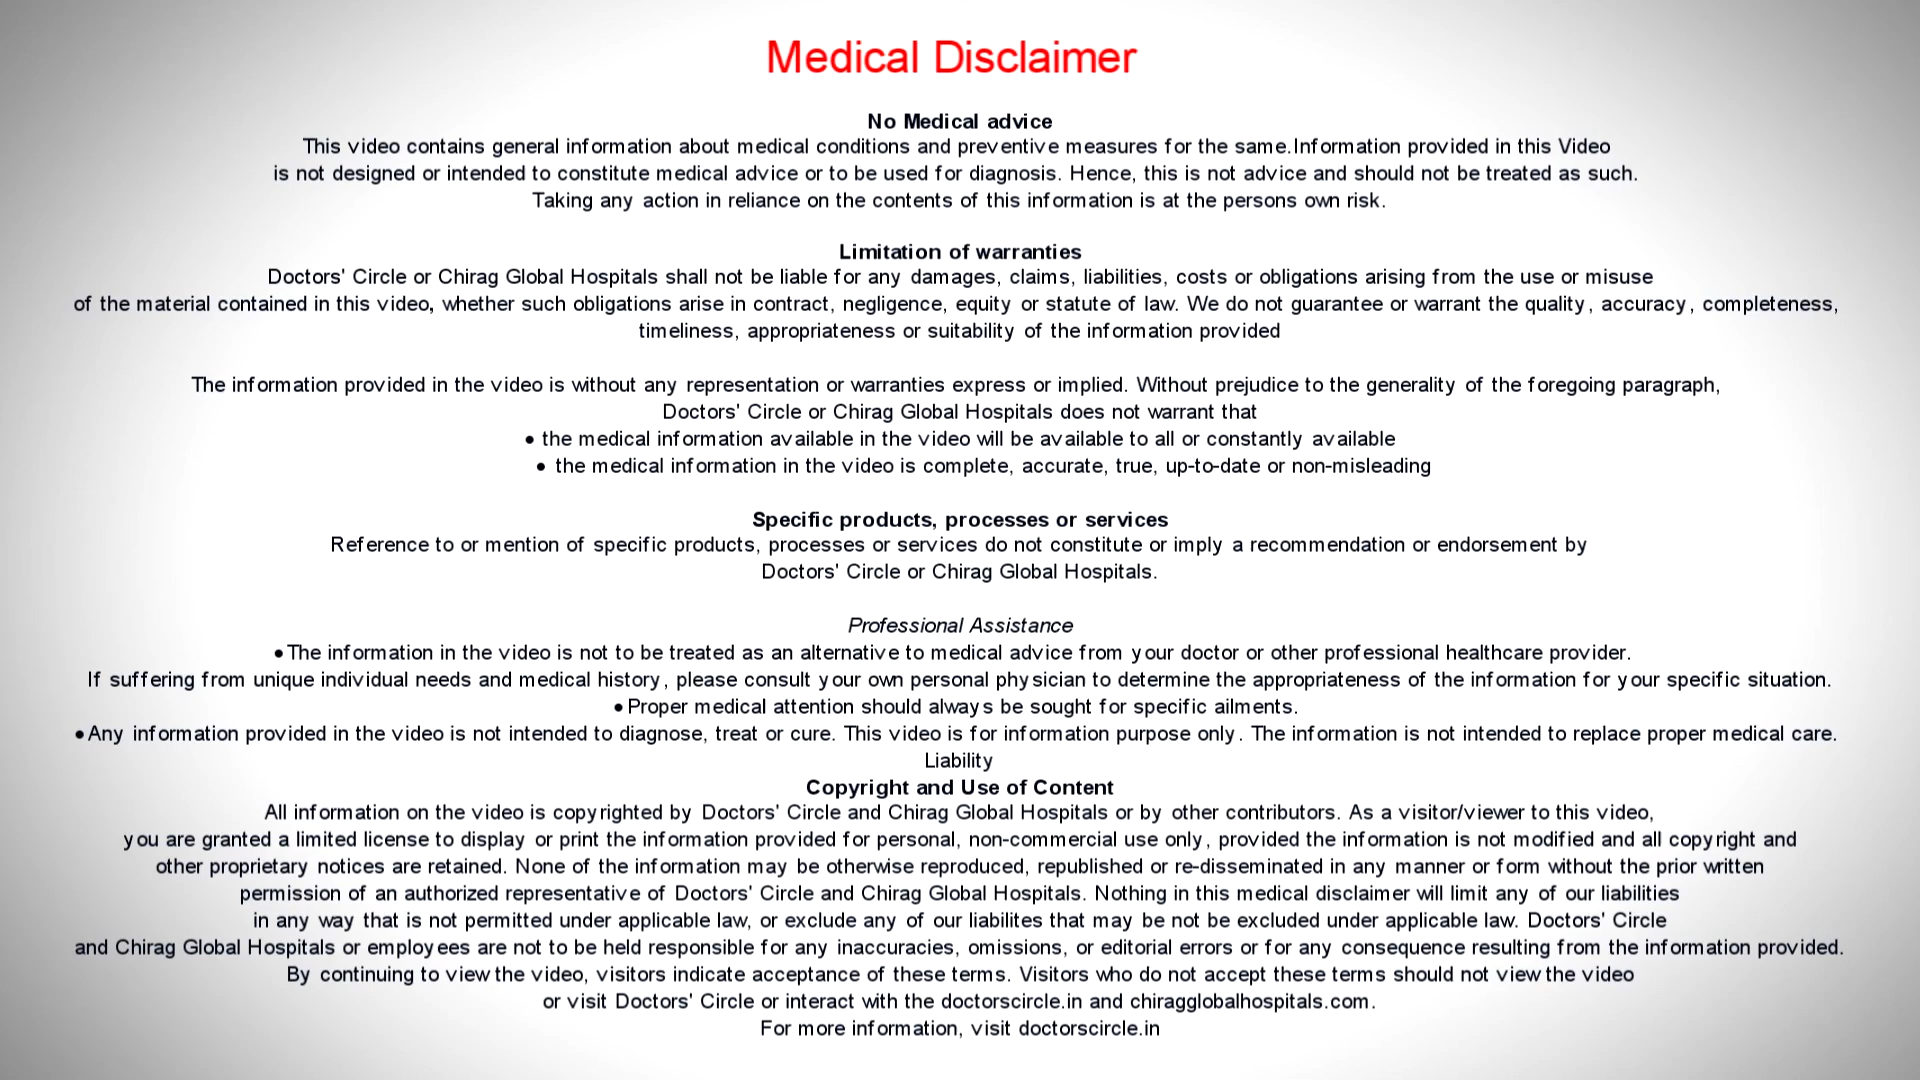 Medical Disclaimer
No Medical advice
This video contains general information about medical conditions and preventive measures for the same.Information provided in this Video
is not designed or intended to constitute medical advice or to be used for diagnosis. Hence, this is not advice and should not be treated as such.
Taking any action in reliance on the contents of this information is at the persons own risk.
Limitation of warranties
Doctors' Circle or Chirag Global Hospitals shall not be liable for any damages, claims, liabilities, costs or obligations arising from the use or misuse
of the material contained in this video, whether such obligations arise in contract, negligence, equity or statute of law. We do not guarantee or warrant the quality, accuracy, completeness,
timeliness, appropriateness or suitability of the information provided
The information provided in the video is without any representation or warranties express or implied. Without prejudice to the generality of the foregoing paragraph,
Doctors' Circle or Chirag Global Hospitals does not warrant that
• the medical information available in the video will be available to all or constantly available
• the medical information in the video is complete, accurate, true, up-to-date or non-misleading
Specific products, processes or services
Reference to or mention of specific products, processes or services do not constitute or imply a recommendation or endorsement by
Doctors' Circle or Chirag Global Hospitals.
Professional Assistance
•The information in the video is not to be treated as an alternative to medical advice from your doctor or other professional healthcare provider.
If suffering from unique individual needs and medical history, please consult your own personal physician to determine the appropriateness of the information for your specific situation.
•Proper medical attention should always be sought for specific ailments.
•Any information provided in the video is not intended to diagnose, treat or cure. This video is for information purpose only. The information is not intended to replace proper medical care.
Liability
Copyright and Use of Content
All information on the video is copyrighted by Doctors' Circle and Chirag Global Hospitals or by other contributors. As a visitor/viewer to this video,
you are granted a limited license to display or print the information provided for personal, non-commercial use only, provided the information is not modified and all copyright and
other proprietary notices are retained. None of the information may be otherwise reproduced, republished or re-disseminated in any manner or form without the prior written
permission of an authorized representative of Doctors' Circle and Chirag Global Hospitals. Nothing in this medical disclaimer will limit any of our liabilities
in any way that is not permitted under applicable law, or exclude any of our liabilites that may be not be excluded under applicable law. Doctors' Circle
and Chirag Global Hospitals or employees are not to be held responsible for any inaccuracies, omissions, or editorial errors or for any consequence resulting from the information provided.
By continuing to view the video, visitors indicate acceptance of these terms. Visitors who do not accept these terms should not view the video
or visit Doctors' Circle or interact with the doctorscircle.in and chiragglobalhospitals.com.
For more information, visit doctorscircle.in